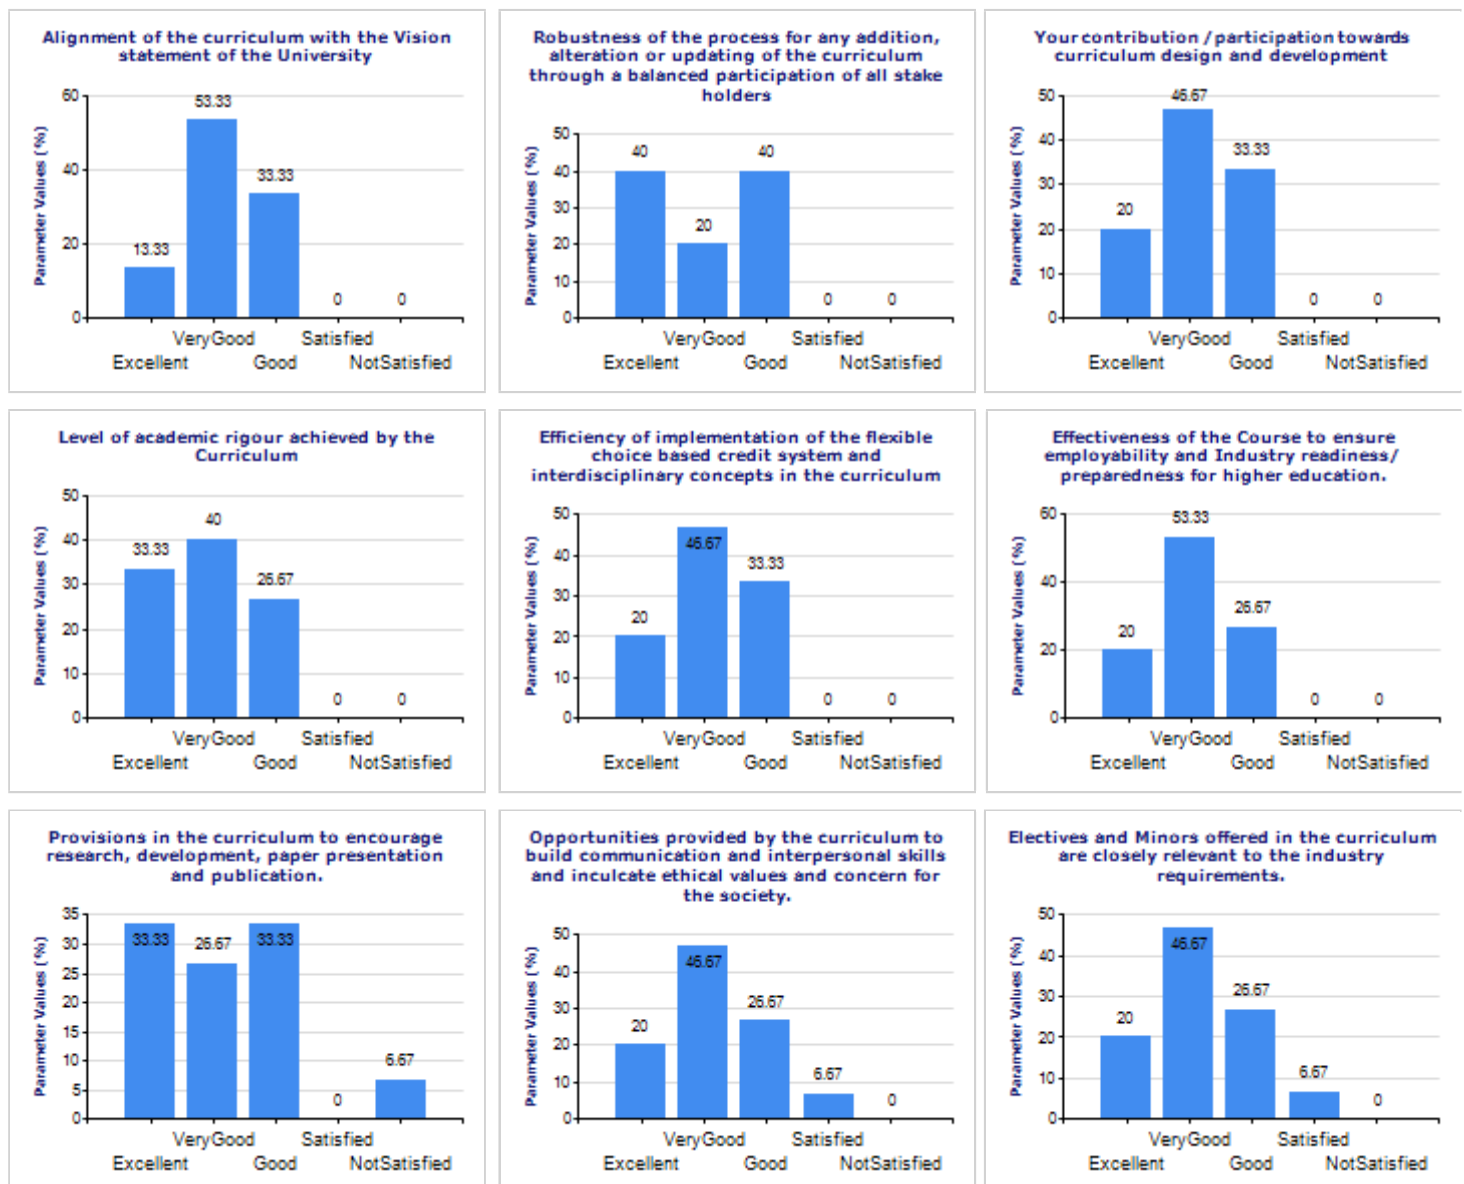 Alignment of the curriculum with the Vision
statement of the University
Parameter Values (%)
60
40
20
0
13.33
53.33
33.33
0
0
VeryGood
Satisfied
Excellent
Good
NotSatisfied
Robustness of the process for any addition,
alteration or updating of the curriculum
through a balanced participation of all stake
holders
Parameter Values (%)
50
40
30
20
10
0
40
20
40
0
0
VeryGood
Satisfied
Excellent
Good
NotSatisfied
Your contribution /participation towards
curriculum design and development
Parameter Values (%)
50
40
30
20
10
0
20
46.67
33.33
0
0
VeryGood
Satisfied
Excellent
Good
NotSatisfied
Level of academic rigour achieved by the
Curriculum
Parameter Values (%)
50
40
30
20
10
0
33.33
40
26.67
0
0
VeryGood
Satisfied
Excellent
Good
NotSatisfied
Efficiency of implementation of the flexible
choice based credit system and
interdisciplinary concepts in the curriculum
Parameter Values (%)
50
40
30
20
10
0
20
46.67
33.33
0
0
VeryGood
Satisfied
Excellent
Good
NotSatisfied
Effectiveness of the Course to ensure
employability and Industry readiness/
preparedness for higher education.
Parameter Values (%)
60
40
20
0
20
53.33
26.67
0
0
VeryGood
Satisfied
Excellent
Good
NotSatisfied
Provisions in the curriculum to encourage
research, development, paper presentation
and publication.
Parameter Values (%)
35
30
25
20
15
10
5
0
33.33
26.67
33.33
0
6.67
VeryGood
Satisfied
Excellent
Good
NotSatisfied
Opportunities provided by the curriculum to
build communication and interpersonal skills
and inculcate ethical values and concern for
the society.
Parameter Values (%)
50
40
30
20
10
0
20
46.67
26.67
6.67
0
VeryGood
Satisfied
Excellent
Good
NotSatisfied
Electives and Minors offered in the curriculum
are closely relevant to the industry
requirements.
Parameter Values (%)
50
40
30
20
10
0
20
46.67
26.67
6.67
0
VeryGood
Satisfied
Excellent
Good
NotSatisfied